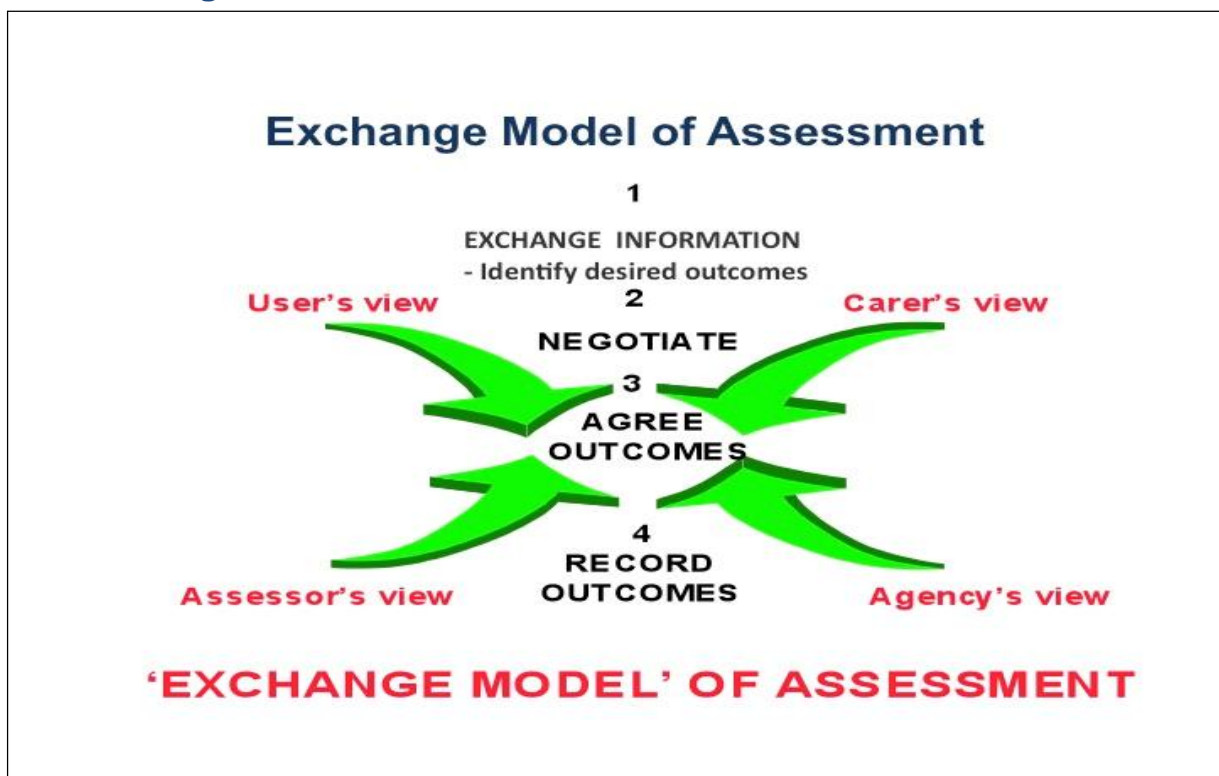 Exchange Model of Assessment
1
EXCHANGE INFORMATION
- Identify desired outcomes
User's view
2
Carer's view
NEGOTIATE
3
AGREE
OUTCOMES
4
RECORD
OUTCOMES
Assessor's view
Agency's view
‘EXCHANGE MODEL’ OF ASSESSMENT